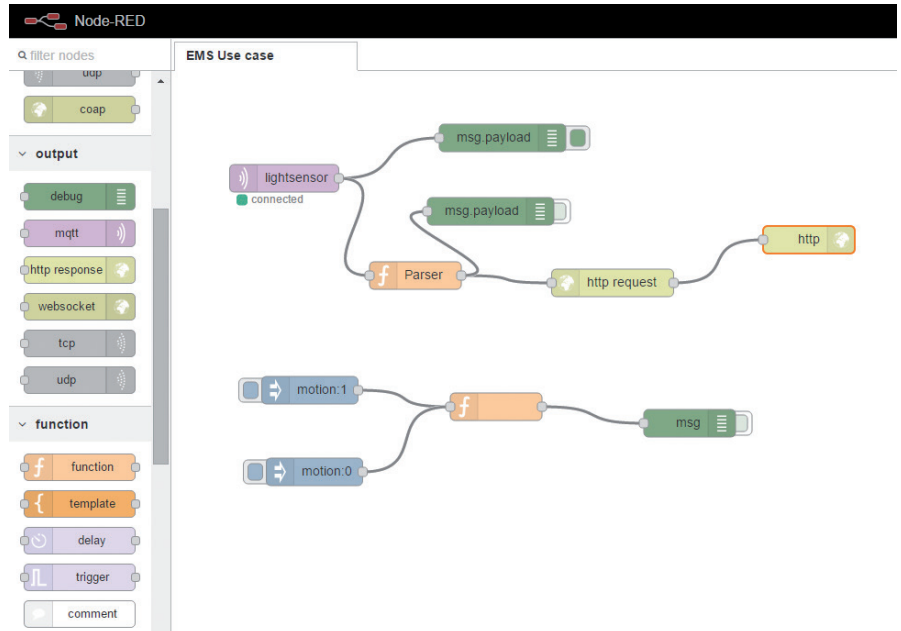 Node-RED
filter nodes
EMS Use case
udp
coap
output
debug
mqtt
http response
websocket
tcp
udp
function
function
template
delay
trigger
comment
msg.payload
lightsensor
connected
msg.payload
http
Parser
http request
motion:1
msg
motion:0